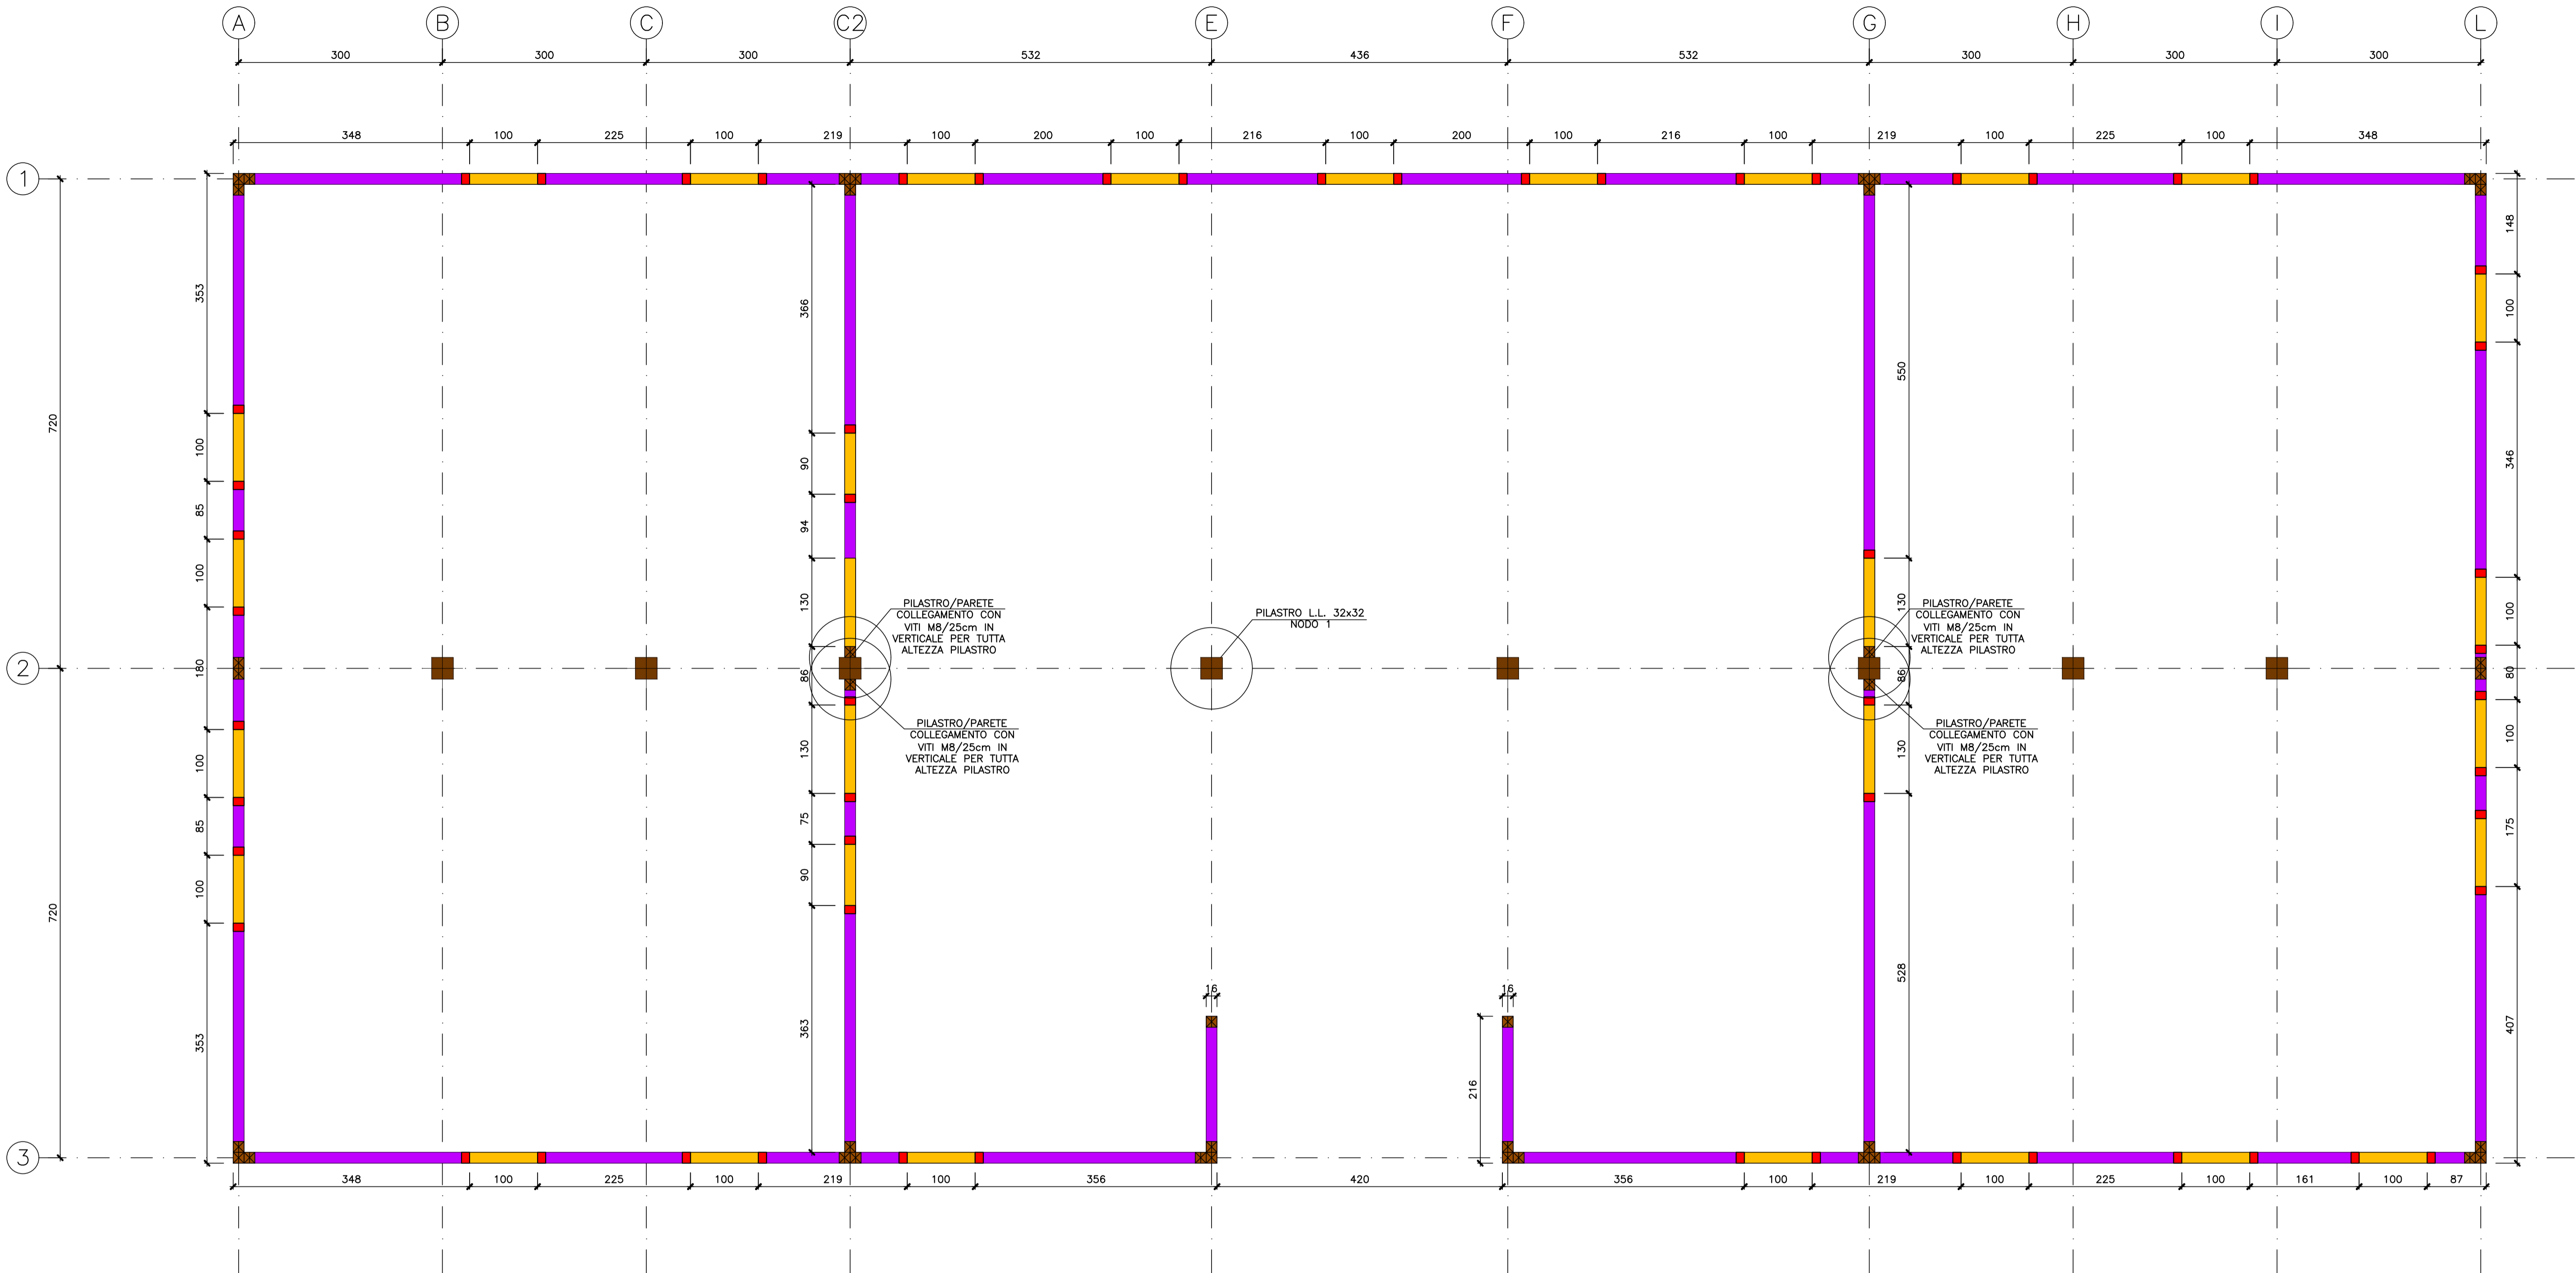 A B C C2 E F G H I L
300 300 300 532 436 532 300 300 300
348 100 225 100 219 100 200 100 216 100 200 100 216 100 219 100 225 100 348
1
148
353
366
100
550
720
100
90
346
85
94
100
130
130
100
PILASTRO/PARETE
COLLEGAMENTO CON
VITI M8/25cm IN
VERTICALE PER TUTTA
ALTEZZA PILASTRO
PILASTRO L.L. 32x32
NODO 1
PILASTRO/PARETE
COLLEGAMENTO CON
VITI M8/25cm IN
VERTICALE PER TUTTA
ALTEZZA PILASTRO
2
180
86
86
80
PILASTRO/PARETE
COLLEGAMENTO CON
VITI M8/25cm IN
VERTICALE PER TUTTA
ALTEZZA PILASTRO
PILASTRO/PARETE
COLLEGAMENTO CON
VITI M8/25cm IN
VERTICALE PER TUTTA
ALTEZZA PILASTRO
100
130
130
100
85
75
175
100
90
720
528
16 16
353
363
216
407
3
348 100 225 100 219 100 356 420 356 100 219 100 225 100 161 100 87